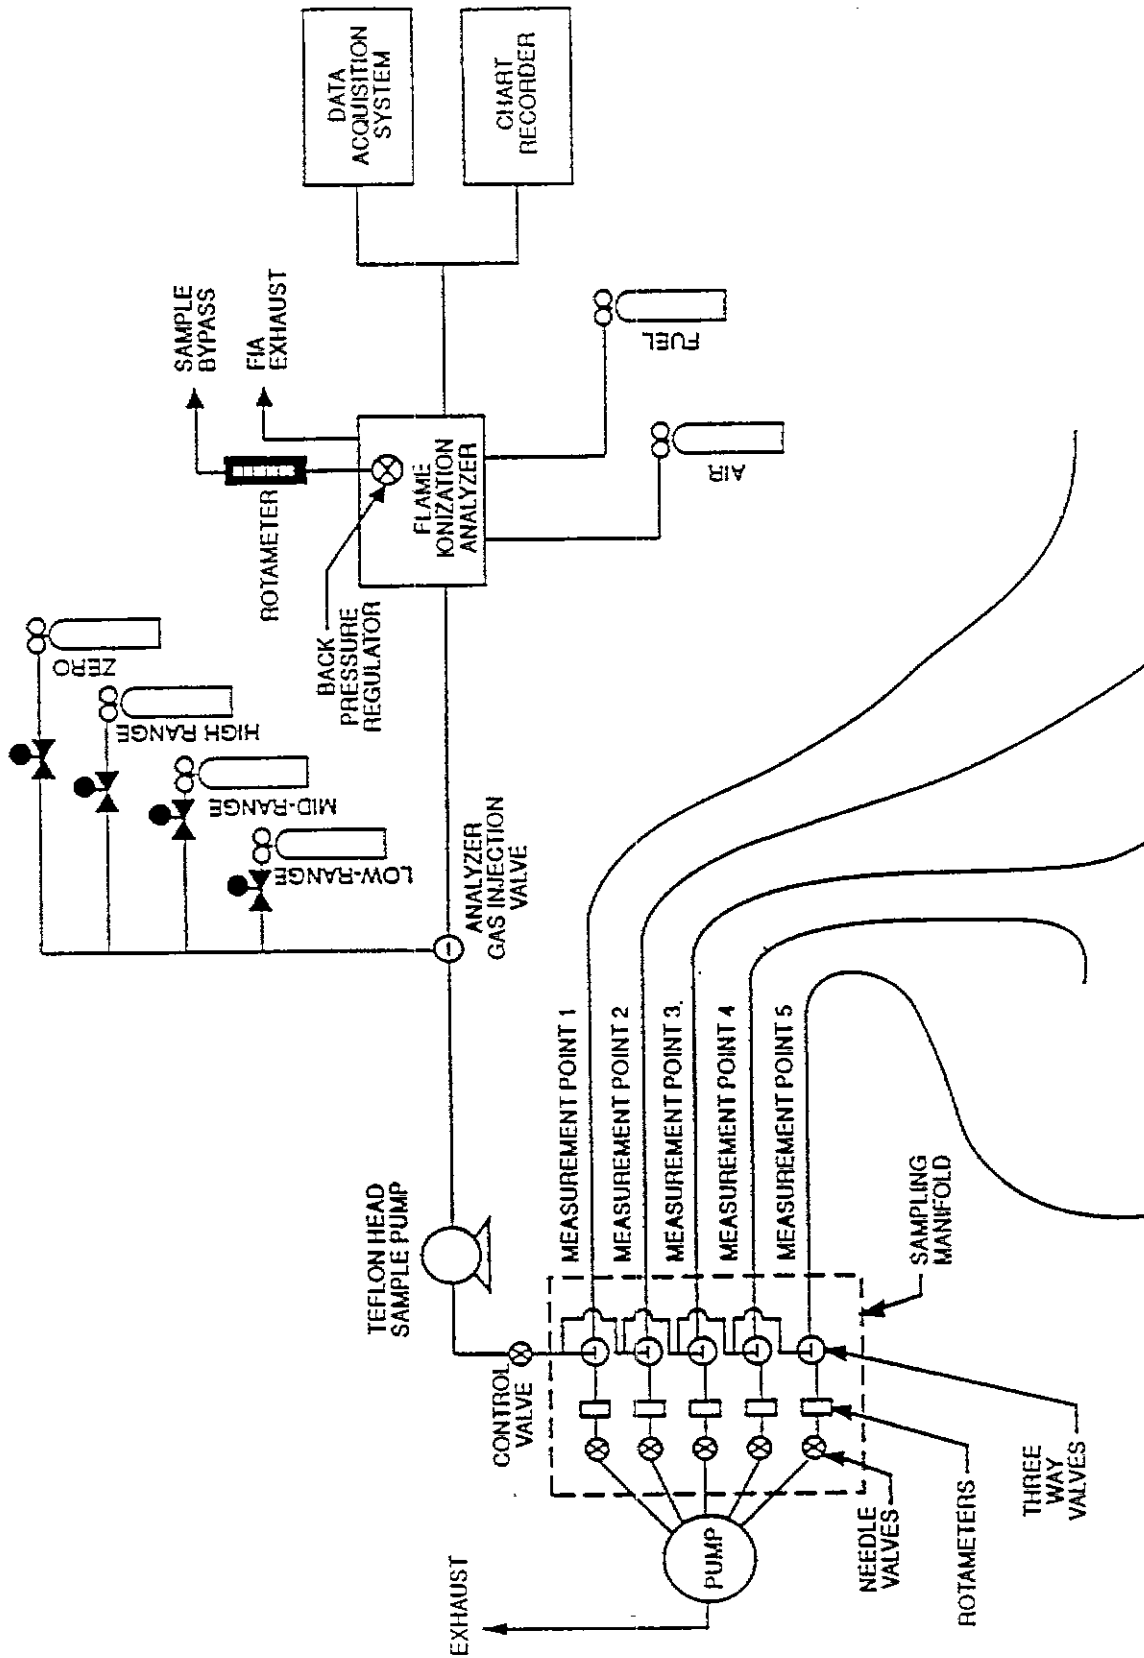 DATA
ACQUISITION
SYSTEM
CHART
RECORDER
SAMPLE
BYPASS
FIA
EXHAUST
ROTAMETER
BACK
PRESSURE
REGULATOR
FLAME
IONIZATION
ANALYZER
FUEL
AIR
ZERO
HIGH RANGE
MID-RANGE
LOW-RANGE
ANALYZER
GAS INJECTION
VALVE
TEFLON HEAD
SAMPLE PUMP
CONTROL
VALVE
MEASUREMENT POINT 1
MEASUREMENT POINT 2
MEASUREMENT POINT 3.
MEASUREMENT POINT 4
MEASUREMENT POINT 5
SAMPLING
MANIFOLD
EXHAUST
PUMP
NEEDLE
VALVES
ROTAMETERS
THREE
WAY
VALVES